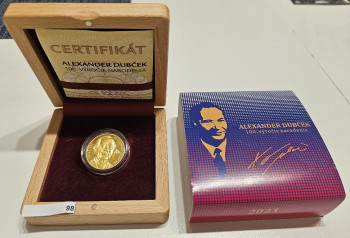 CERTIFIKÁT
ALEXANDER DUBČEK
100. VÝROČIE NARODENIA
98
ALEXANDER DUBČEK
100. výročie narodenia
2021